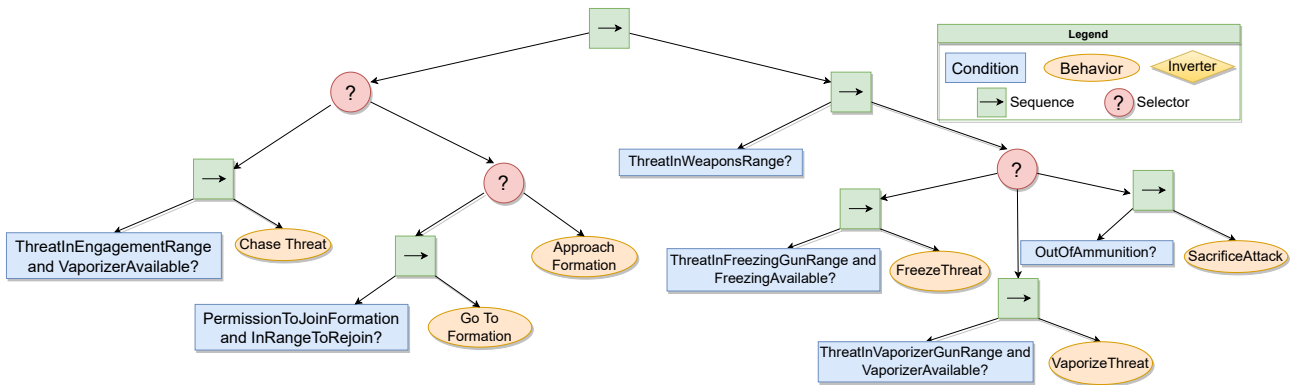 Legend
Condition
Behavior
Inverter
Sequence
? Selector
?
ThreatInWeaponsRange?
?
?
ThreatInEngagementRange
and VaporizerAvailable?
Chase Threat
Approach
Formation
PermissionToJoinFormation
and InRangeToRejoin?
Go To
Formation
ThreatInFreezingGunRange and
FreezingAvailable?
FreezeThreat
OutOfAmmunition?
SacrificeAttack
ThreatInVaporizerGunRange and
VaporizerAvailable?
VaporizeThreat